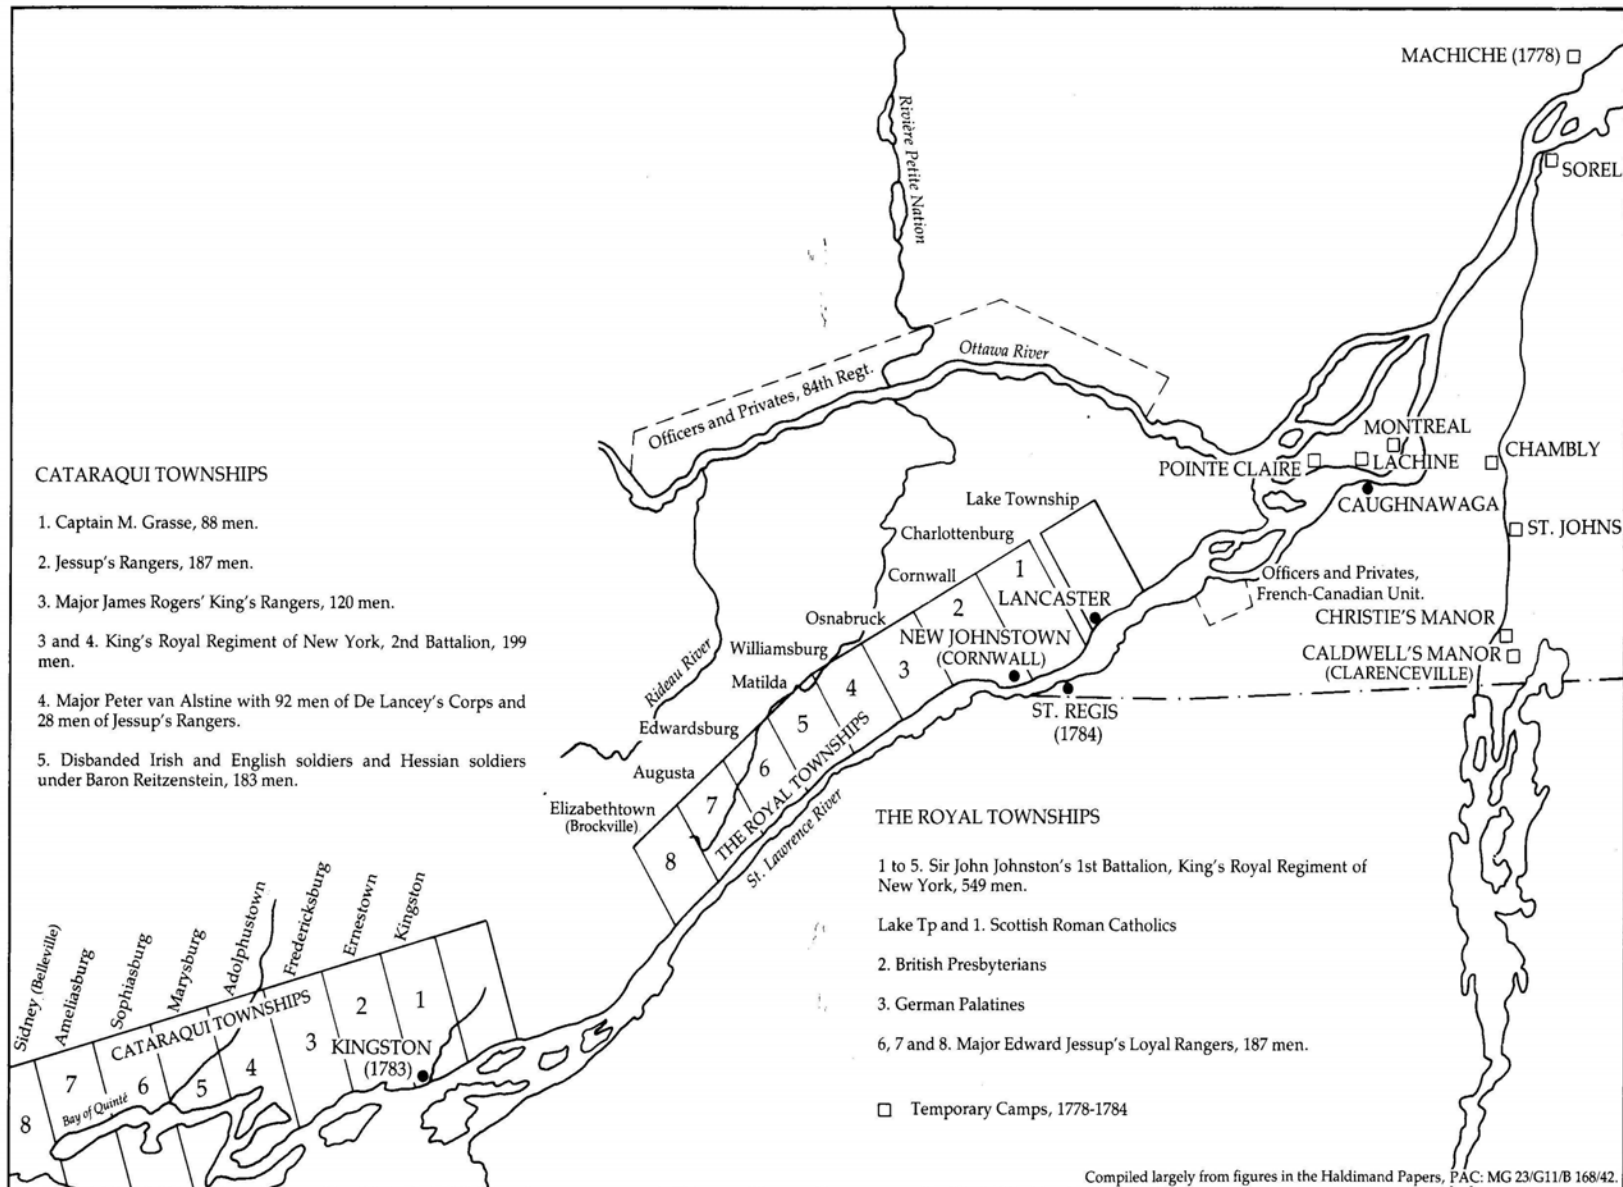 MACHICHE (1778)
SOREL
Rivière Petite Nation
Ottawa River
Officers and Privates, 84th Regt.
MONTREAL
POINTE CLAIRE
LACHINE
CHAMBLY
CAUGHNAWAGA
ST. JOHNS
Officers and Privates,
French-Canadian Unit.
CHRISTIE'S MANOR
CALDWELL'S MANOR
(CLARENCEVILLE)
CATARAQUI TOWNSHIPS
1. Captain M. Grasse, 88 men.
2. Jessup's Rangers, 187 men.
3. Major James Rogers' King's Rangers, 120 men.
3 and 4. King's Royal Regiment of New York, 2nd Battalion, 199
men.
4. Major Peter van Alstine with 92 men of De Lancey's Corps and
28 men of Jessup's Rangers.
5. Disbanded Irish and English soldiers and Hessian soldiers
under Baron Reitzenstein, 183 men.
Lake Township
Charlottenburg
Cornwall
Osnabruck
Williamsburg
Matilda
Edwardsburg
Augusta
Elizabethtown
(Brockville)
Rideau River
1
2
3
4
5
6
7
8
LANCASTER
NEW JOHNSTOWN
(CORNWALL)
ST. REGIS
(1784)
THE ROYAL TOWNSHIPS
St. Lawrence River
Sidney (Belleville)
Ameliasburg
Sophiasburg
Marysburg
Adolphustown
Fredericksburg
Ernestown
Kingston
CATARAQUI TOWNSHIPS
8
7
6
5
4
3
2
1
KINGSTON
(1783)
Bay of Quinté
THE ROYAL TOWNSHIPS
1 to 5. Sir John Johnston's 1st Battalion, King's Royal Regiment of
New York, 549 men.
Lake Tp and 1. Scottish Roman Catholics
2. British Presbyterians
3. German Palatines
6, 7 and 8. Major Edward Jessup's Loyal Rangers, 187 men.
Temporary Camps, 1778-1784
Compiled largely from figures in the Haldimand Papers, PAC: MG 23/G11/B 168/42.